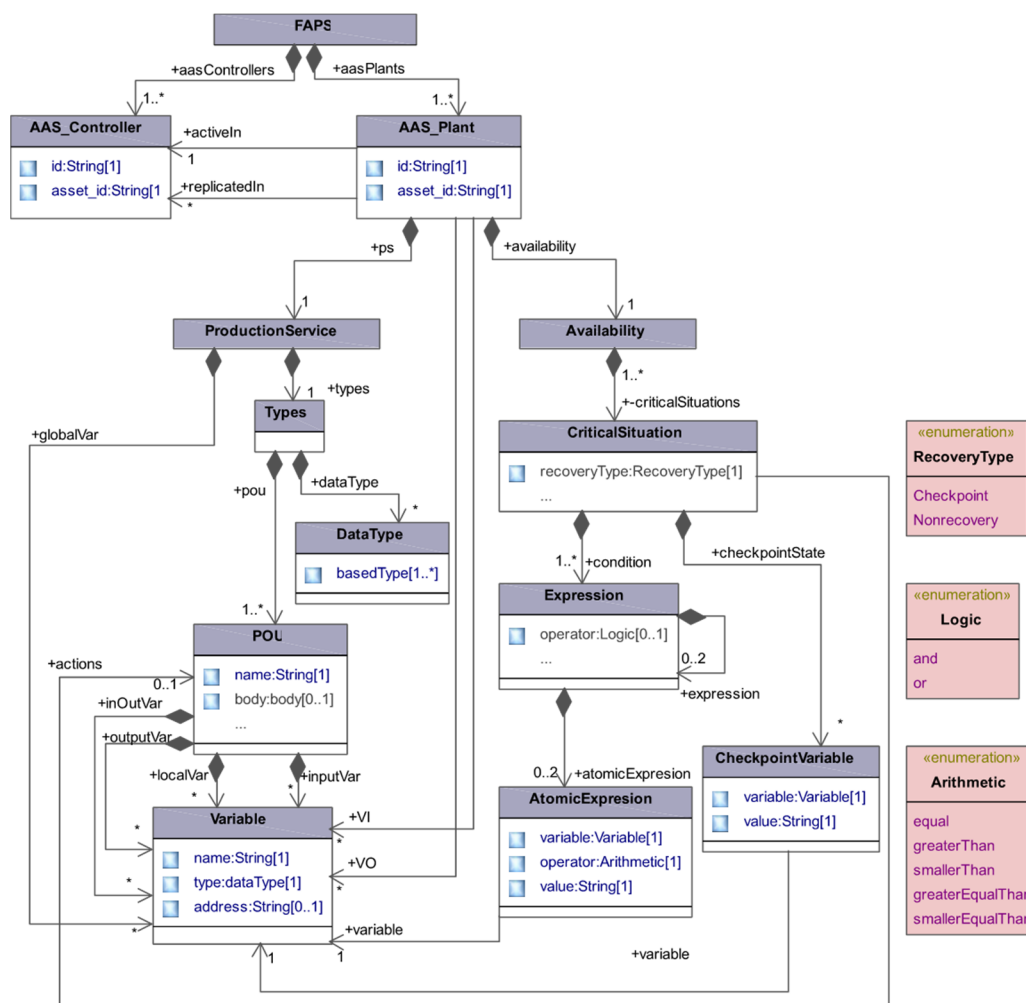 FAPS
+aasControllers
+aasPlants
1..*
1..*
AAS_Controller
id:String[1]
asset_id:String[1
+activeIn
1
+replicatedIn
*
AAS_Plant
id:String[1]
asset_id:String[1]
+ps
+availability
1
1
ProductionService
Availability
1
+types
1..*
+-criticalSituations
Types
+globalVar
CriticalSituation
recoveryType:RecoveryType[1]
...
«enumeration»
RecoveryType
Checkpoint
Nonrecovery
+pou
+dataType
*
DataType
basedType[1..*]
+checkpointState
1..*
+condition
1..*
Expression
operator:Logic[0..1]
...
0..2
+expression
«enumeration»
Logic
and
or
POU
name:String[1]
body:body[0..1]
...
+actions
0..1
+inOutVar
+outputVar
+localVar
+inputVar
*
*
*
CheckpointVariable
variable:Variable[1]
value:String[1]
«enumeration»
Arithmetic
equal
greaterThan
smallerThan
greaterEqualThan
smallerEqualThan
0..2
+atomicExpresion
AtomicExpresion
variable:Variable[1]
operator:Arithmetic[1]
value:String[1]
Variable
name:String[1]
type:dataType[1]
address:String[0..1]
+VI
*
+VO
*
*
*
*
+variable
1
1
+variable